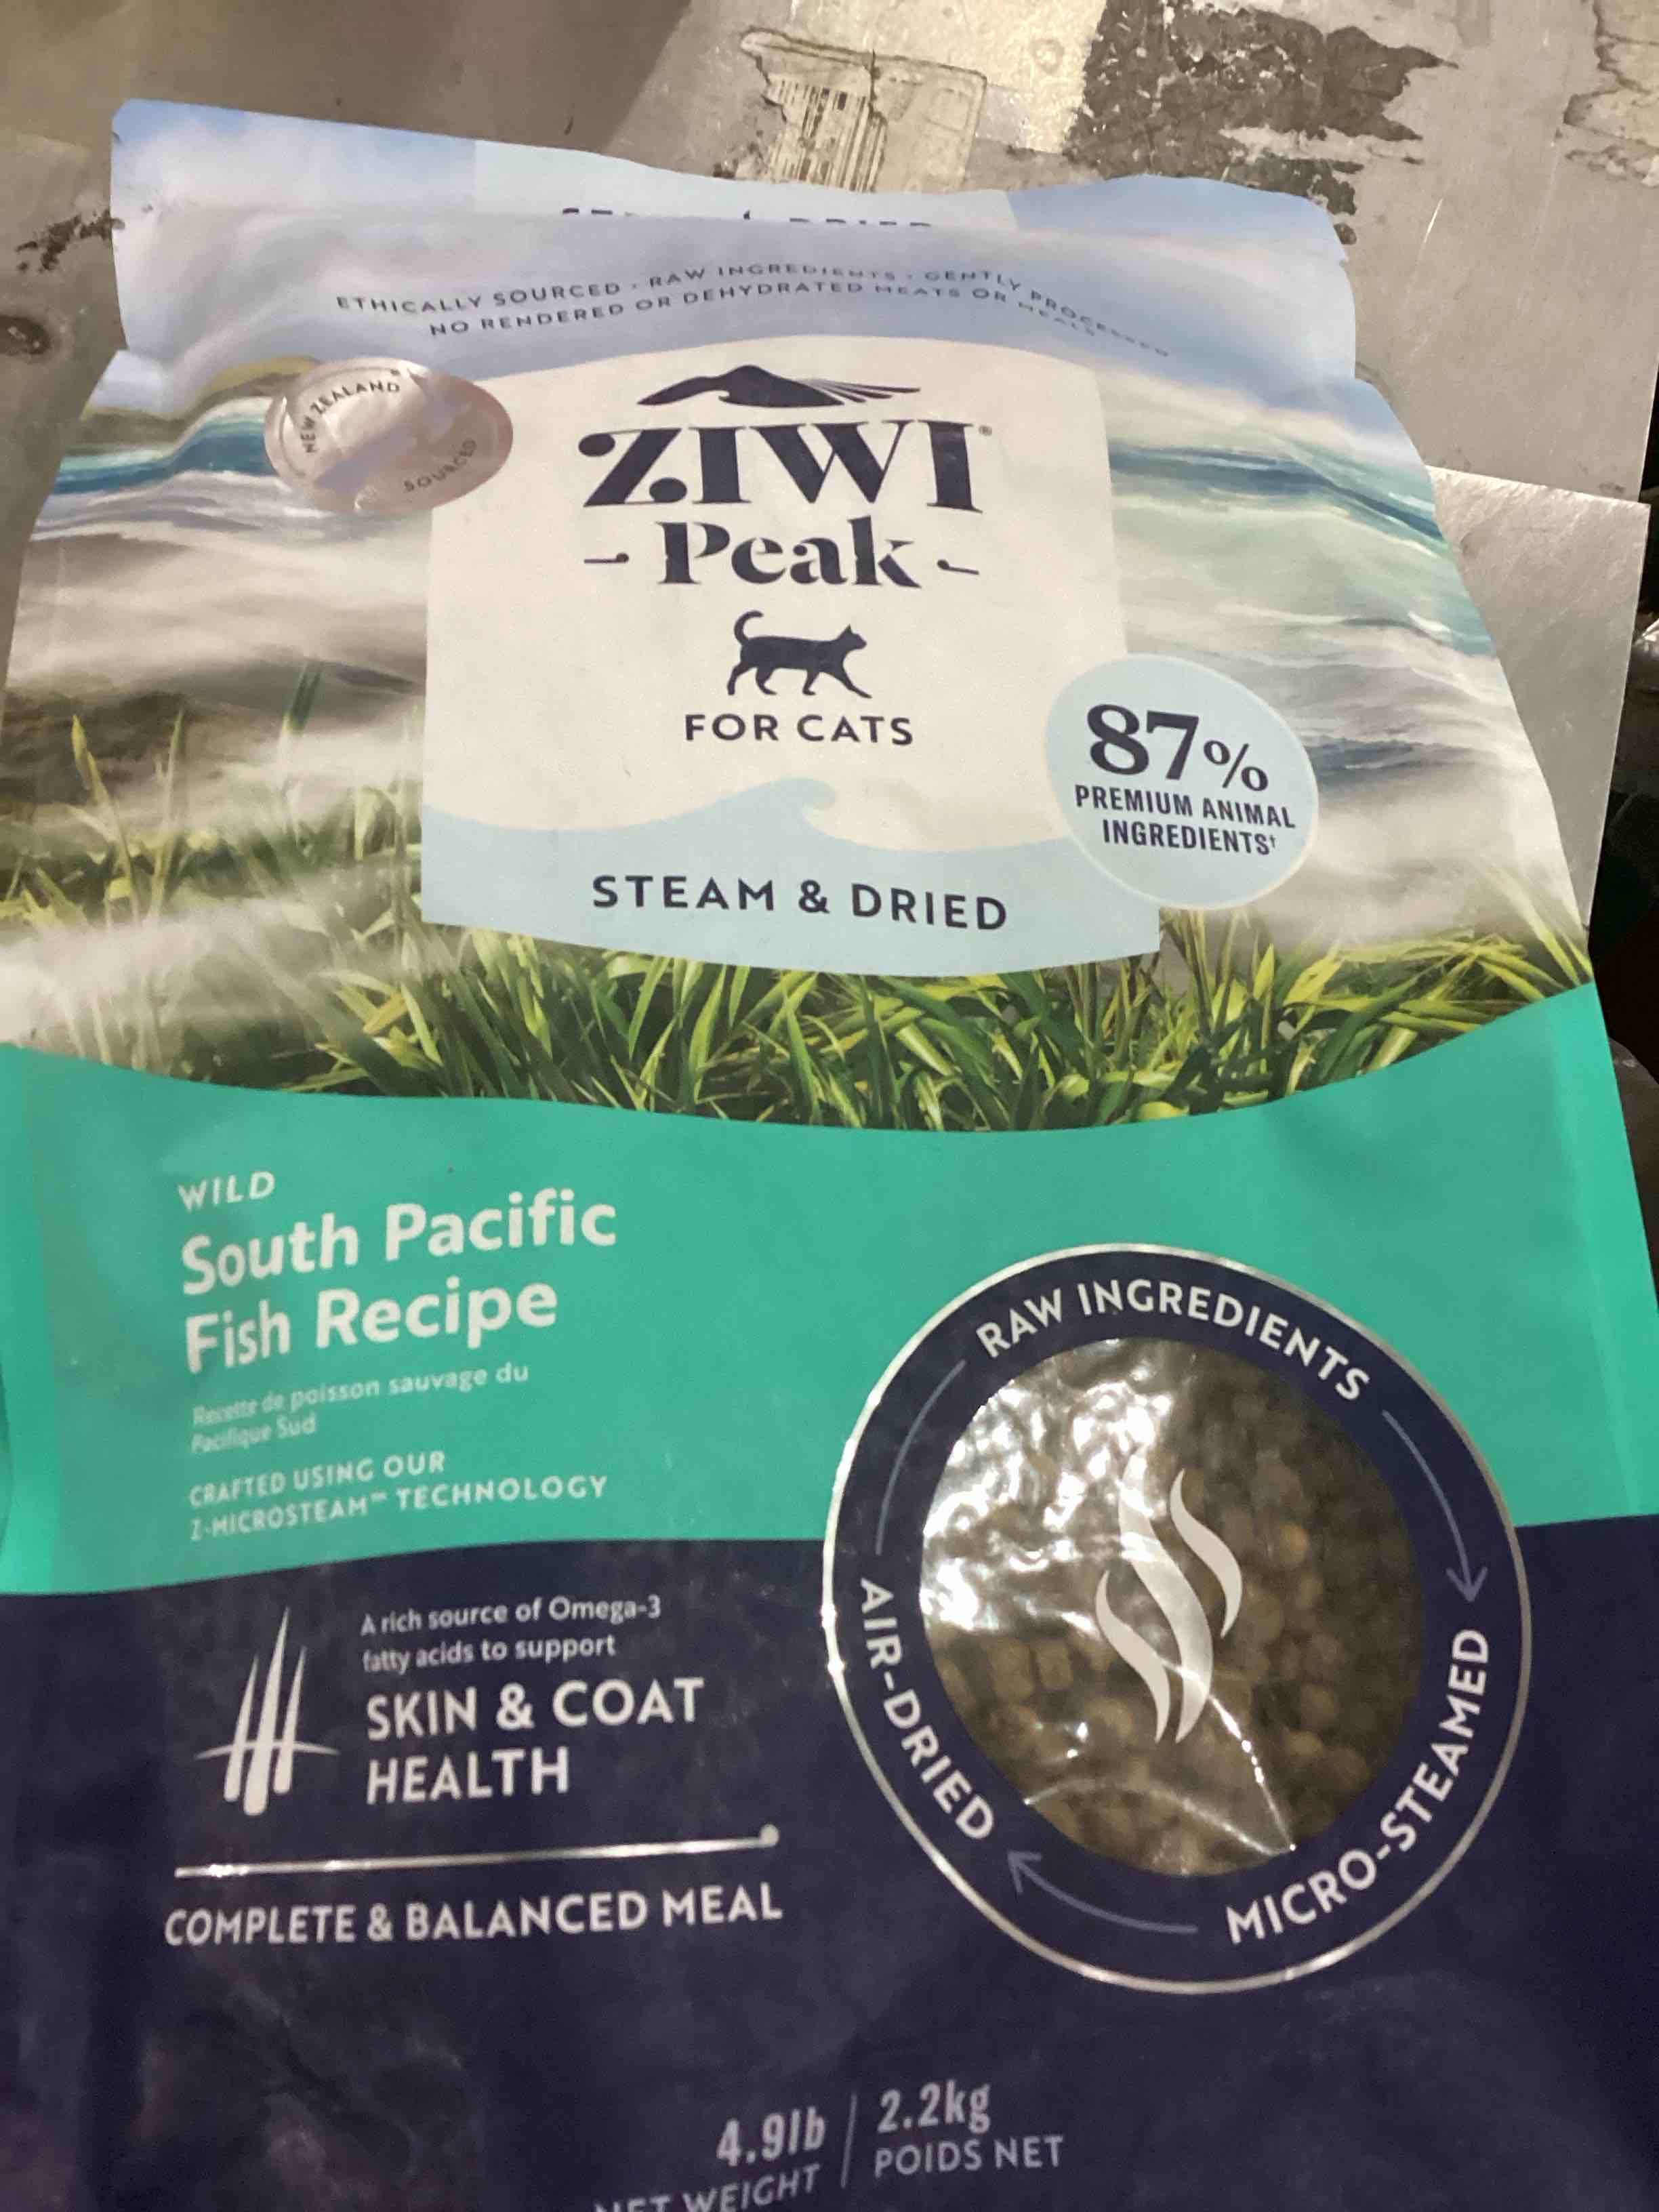 ETHICALLY SOURCED · RAW INGREDIENTS · GENTLY PROCESSED
NO RENDERED OR DEHYDRATED MEATS OR MEALS
NEW ZEALAND
SOURCED
ZIWI®
- Peak -
FOR CATS
87%
PREMIUM ANIMAL
INGREDIENTS†
STEAM & DRIED
WILD
South Pacific
Fish Recipe
Recette de poisson sauvage du
Pacifique Sud
CRAFTED USING OUR
Z-MICROSTEAM™ TECHNOLOGY
A rich source of Omega-3
fatty acids to support
SKIN & COAT
HEALTH
COMPLETE & BALANCED MEAL
RAW INGREDIENTS
MICRO-STEAMED
AIR-DRIED
4.9lb | 2.2kg
NET WEIGHT | POIDS NET